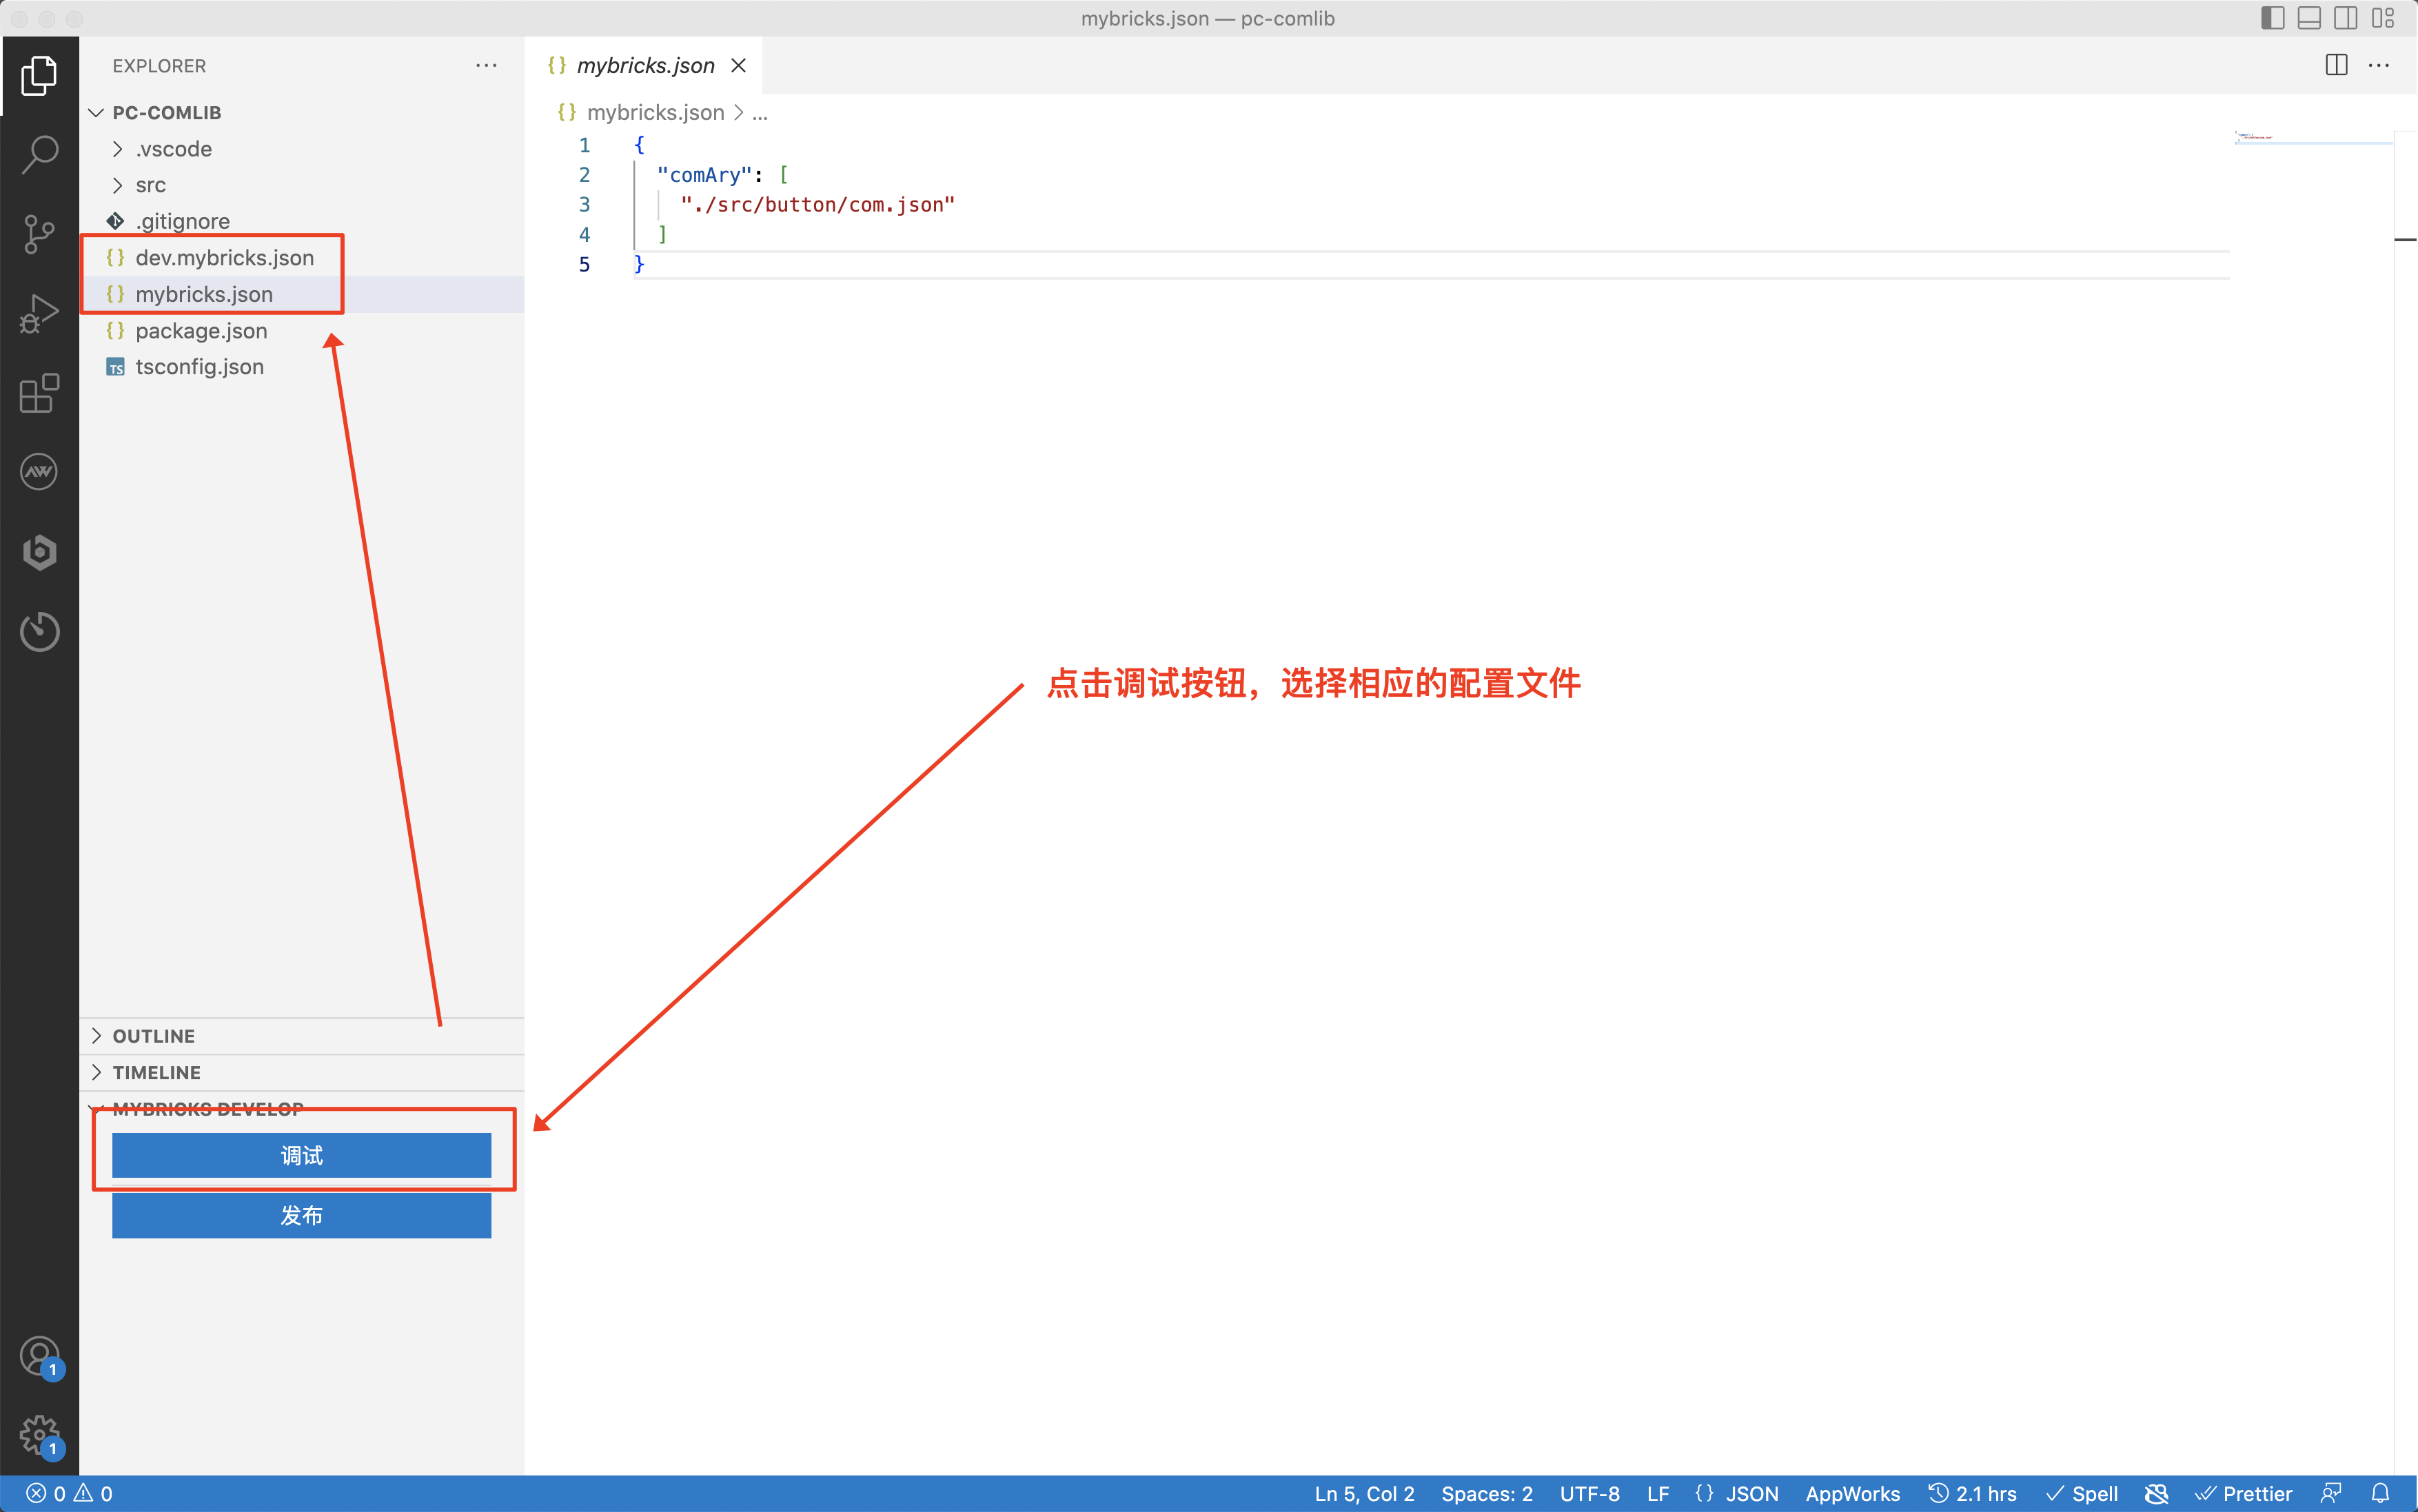 mybricks.json — pc-comlib
EXPLORER
PC-COMLIB
.vscode
src
.gitignore
dev.mybricks.json
mybricks.json
package.json
TS tsconfig.json
{} mybricks.json
{} mybricks.json > ...
1 {
2 "comAry": [
3 "./src/button/com.json"
4 ]
5 }
点击调试按钮，选择相应的配置文件
OUTLINE
TIMELINE
MYBRICKS DEVELOP
调试
发布
1
1
0 0
Ln 5, Col 2 Spaces: 2 UTF-8 LF {} JSON AppWorks 2.1 hrs Spell Prettier